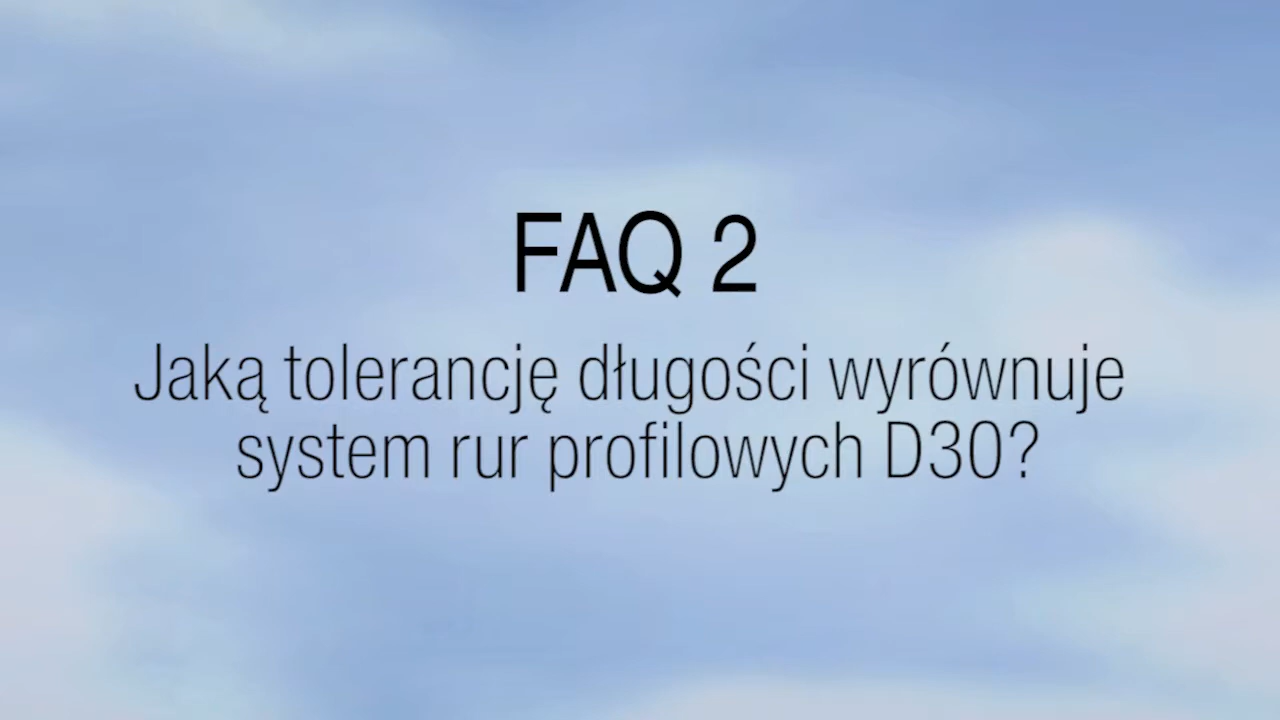 FAQ 2
Jaką tolerancję długości wyrównuje
system rur profilowych D30?